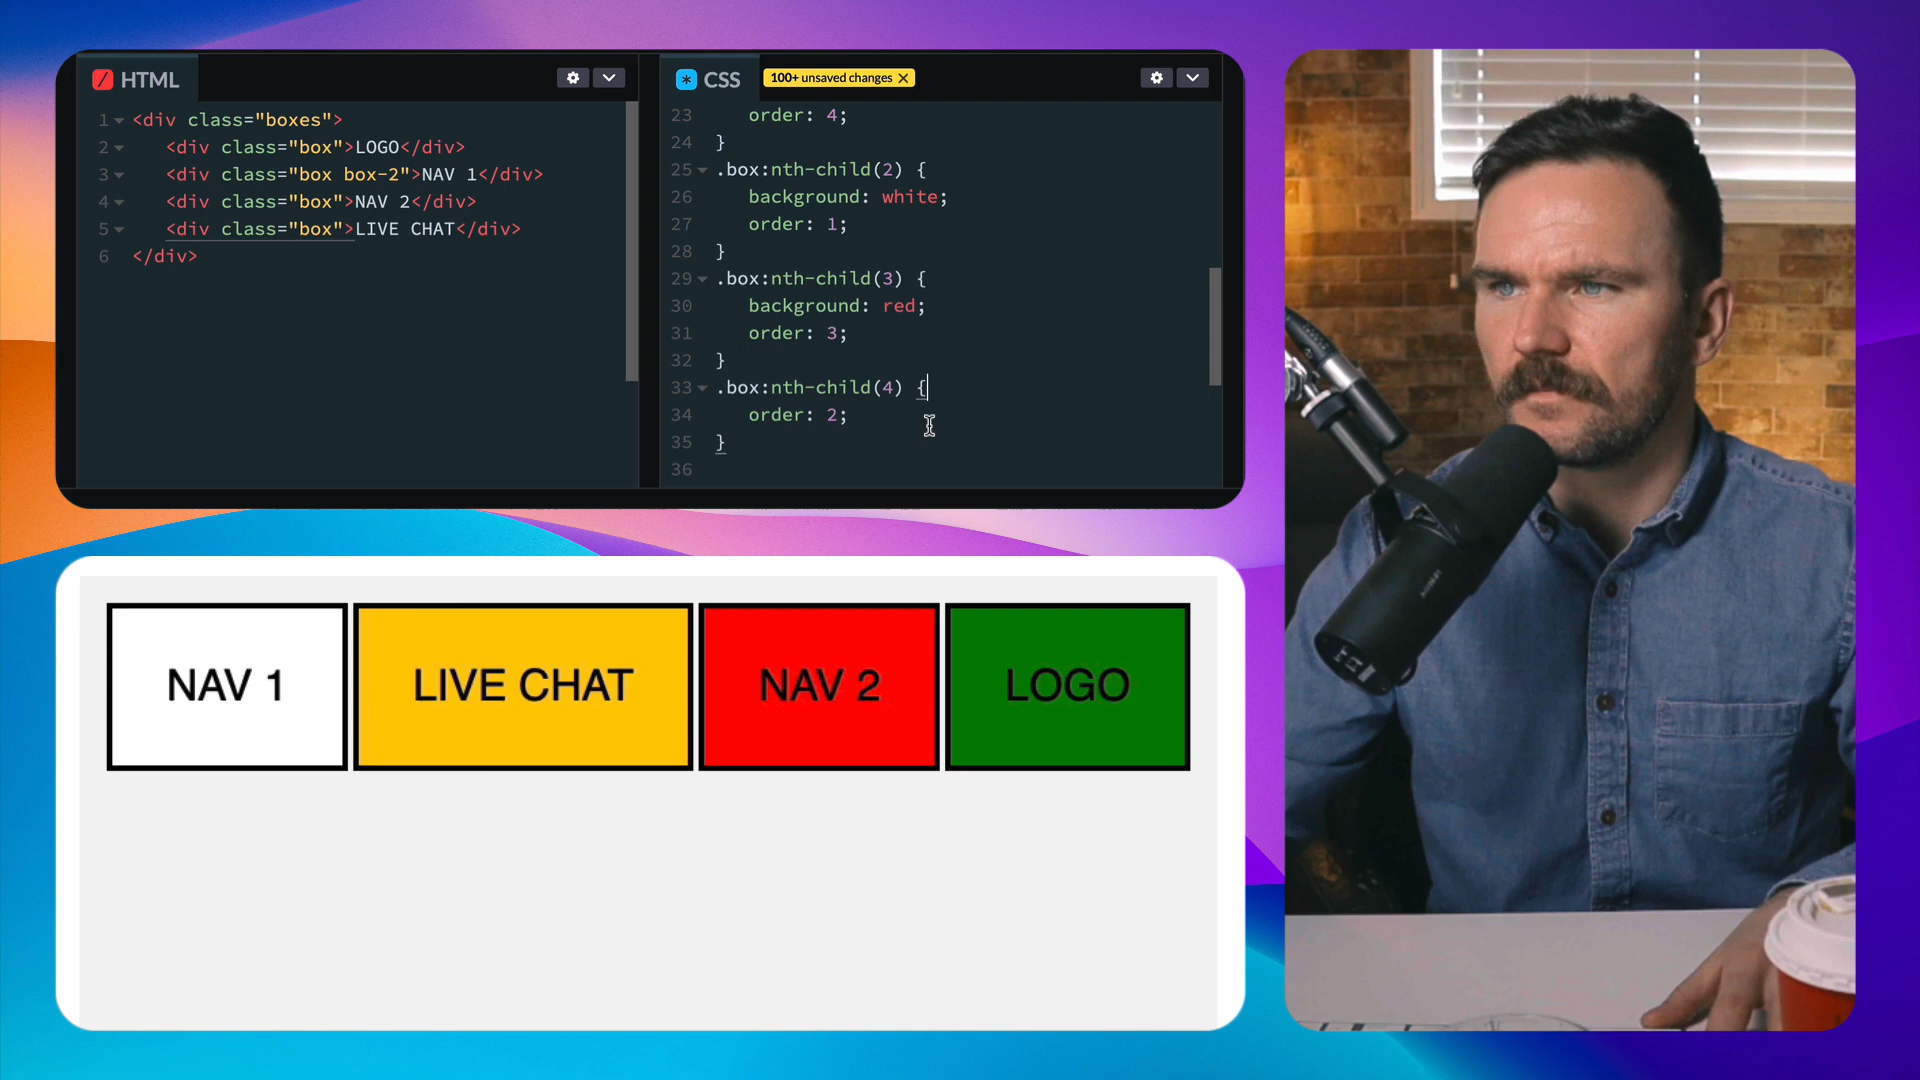 HTML
1 <div class="boxes">
2 <div class="box">LOGO</div>
3 <div class="box box-2">NAV 1</div>
4 <div class="box">NAV 2</div>
5 <div class="box">LIVE CHAT</div>
6 </div>
CSS 100+ unsaved changes
23 order: 4;
24 }
25 .box:nth-child(2) {
26 background: white;
27 order: 1;
28 }
29 .box:nth-child(3) {
30 background: red;
31 order: 3;
32 }
33 .box:nth-child(4) {
34 order: 2;
35 }
36
NAV 1
LIVE CHAT
NAV 2
LOGO